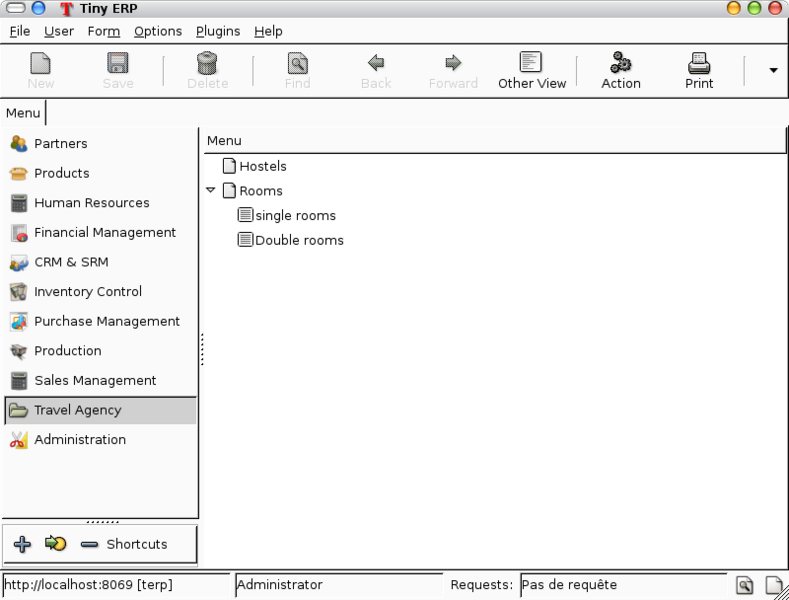 Tiny ERP
File User Form Options Plugins Help
New Save Delete Find Back Forward Other View Action Print
Menu
Partners
Products
Human Resources
Financial Management
CRM & SRM
Inventory Control
Purchase Management
Production
Sales Management
Travel Agency
Administration
Shortcuts
Menu
Hostels
Rooms
single rooms
Double rooms
http://localhost:8069 [terp] Administrator Requests: Pas de requête